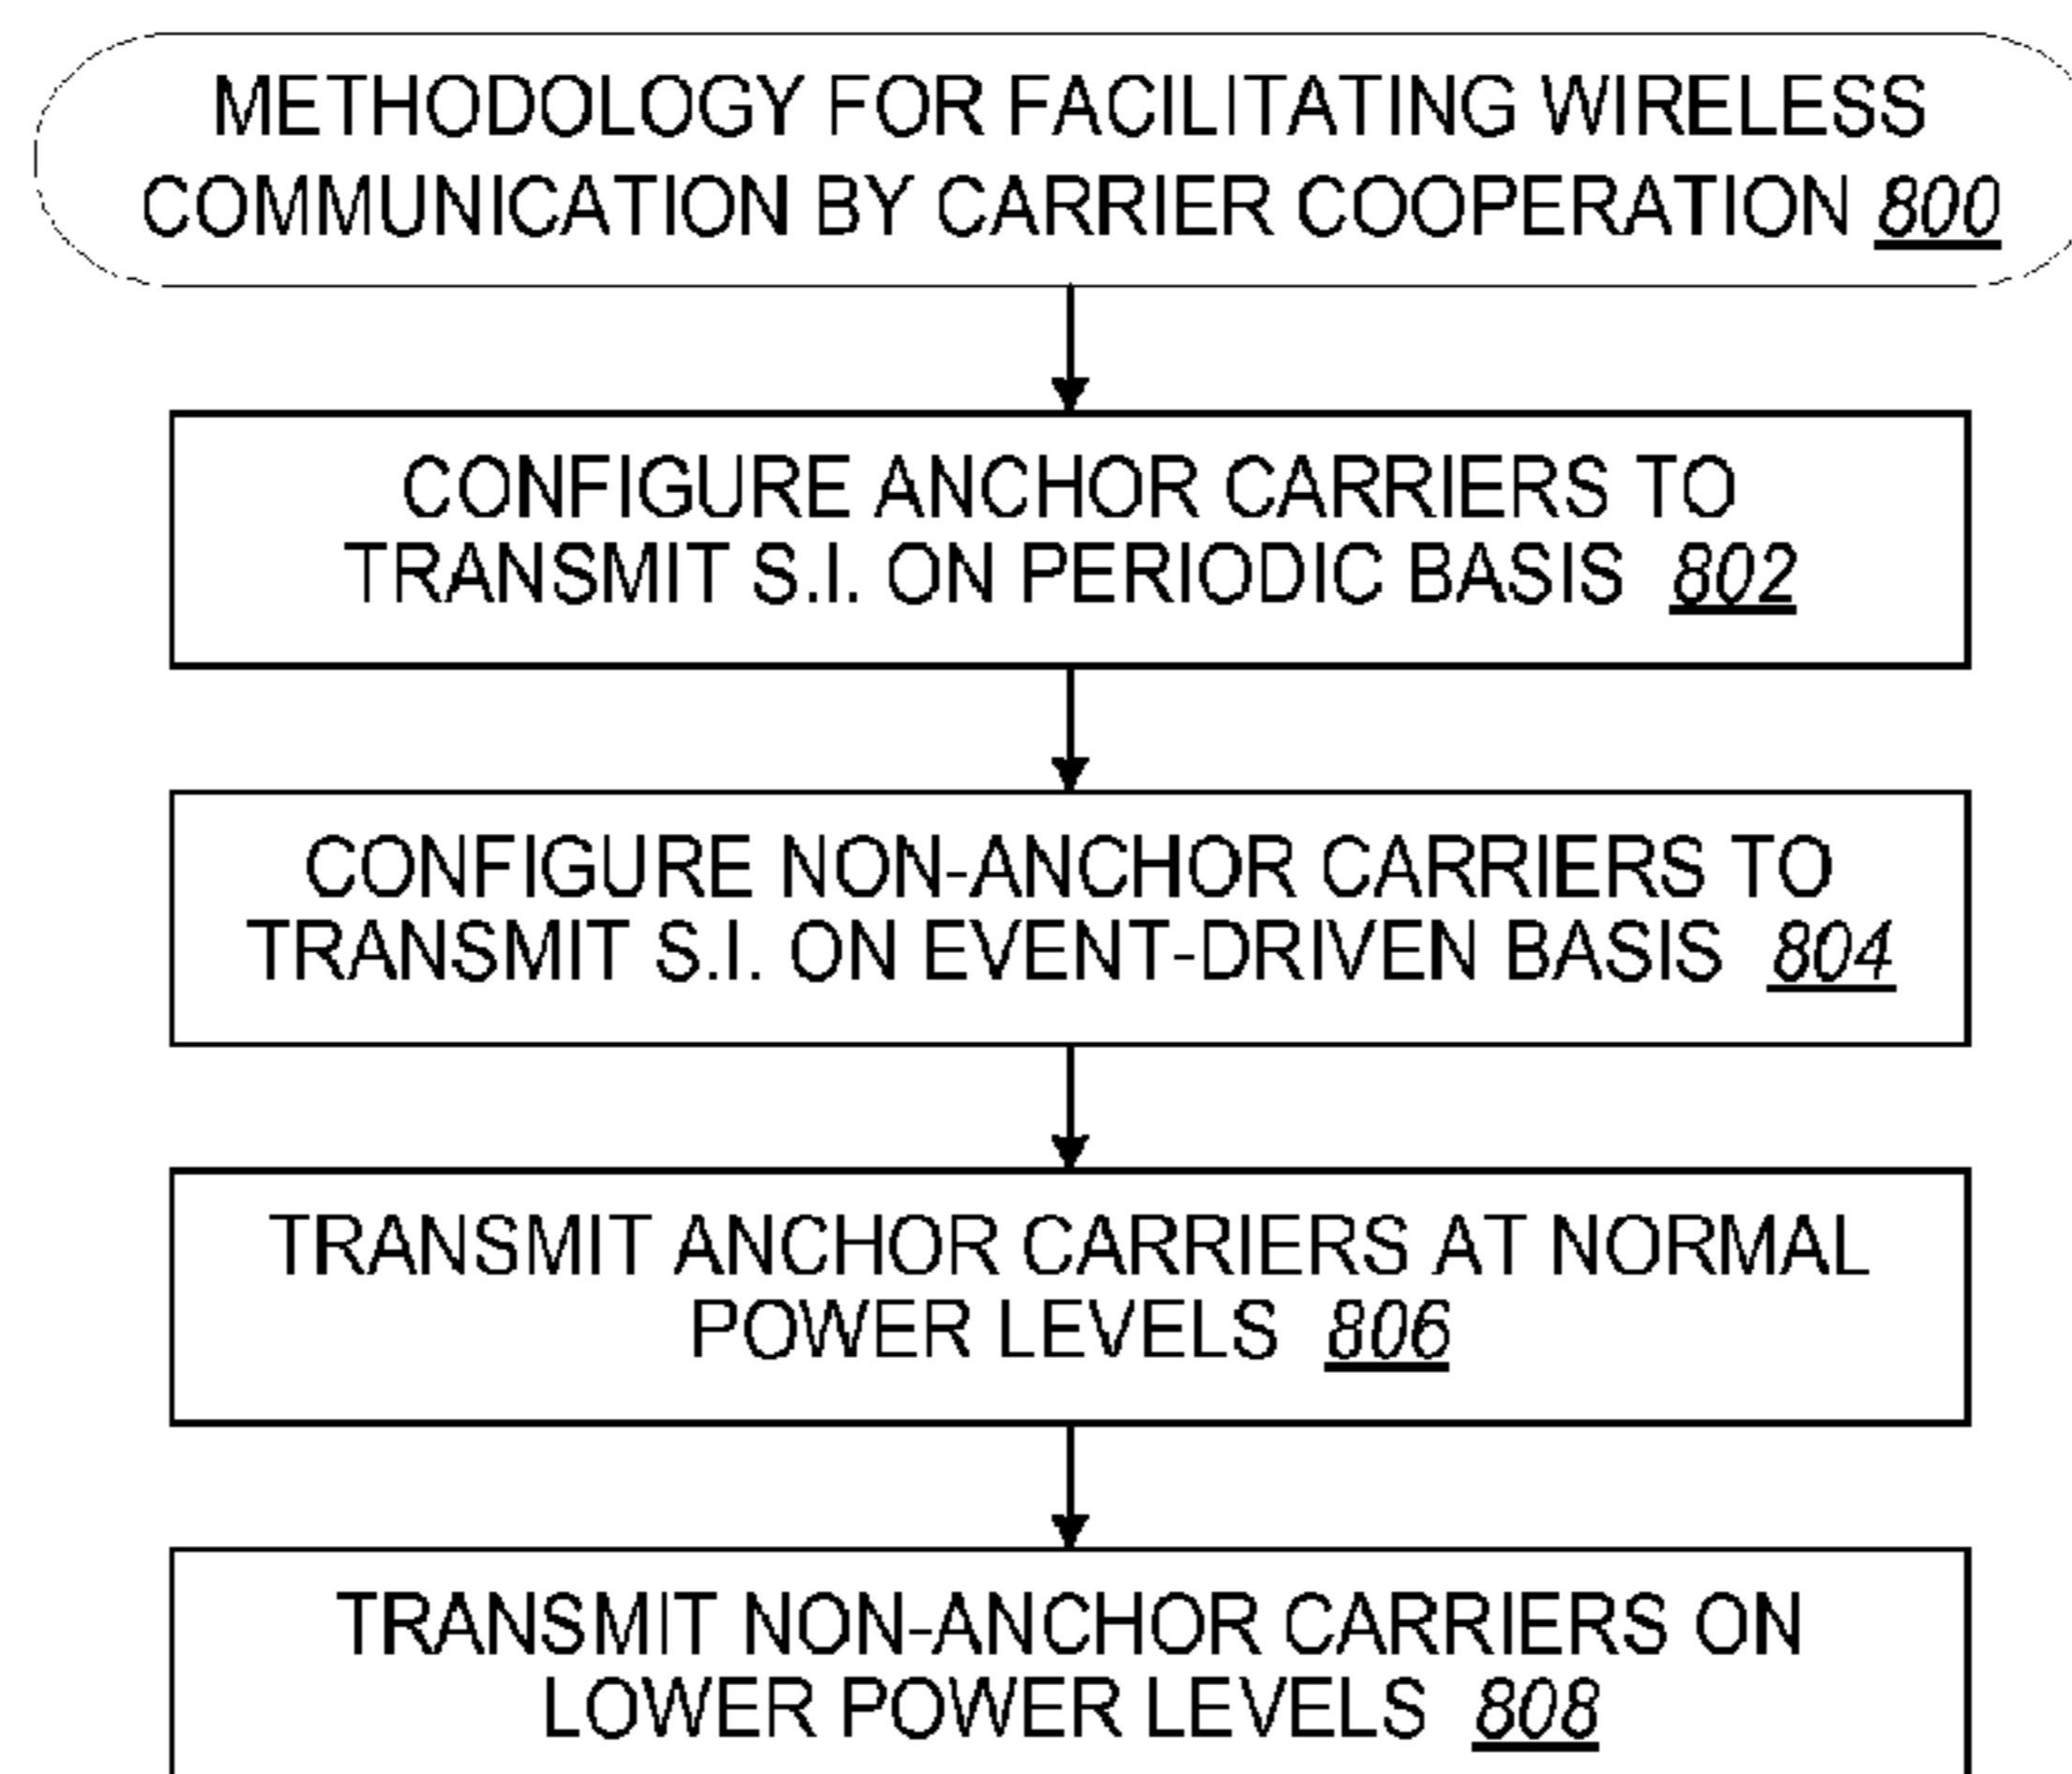 METHODOLOGY FOR FACILITATING WIRELESS
COMMUNICATION BY CARRIER COOPERATION 800
CONFIGURE ANCHOR CARRIERS TO
TRANSMIT S.I. ON PERIODIC BASIS 802
CONFIGURE NON-ANCHOR CARRIERS TO
TRANSMIT S.I. ON EVENT-DRIVEN BASIS 804
TRANSMIT ANCHOR CARRIERS AT NORMAL
POWER LEVELS 806
TRANSMIT NON-ANCHOR CARRIERS ON
LOWER POWER LEVELS 808